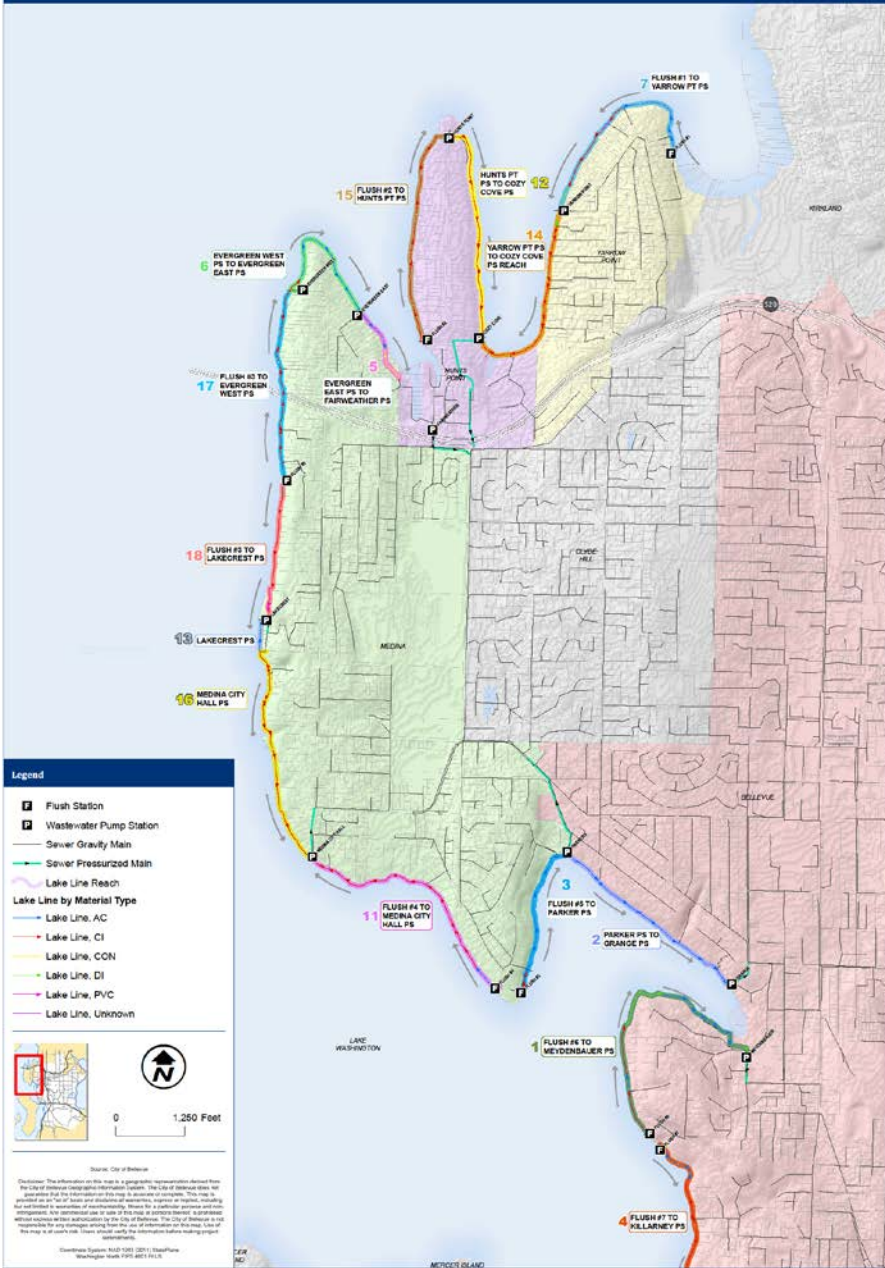 7
FLUSH #1 TO
YARROW PT PS
15
FLUSH #2 TO
HUNTS PT PS
HUNTS PT
PS TO COZY
COVE PS
12
14
YARROW PT PS
TO COZY COVE
PS REACH
KIRKLAND
YARROW
POINT
6
EVERGREEN WEST
PS TO EVERGREEN
EAST PS
520
17
FLUSH #3 TO
EVERGREEN
WEST PS
5
EVERGREEN
EAST PS TO
FAIRWEATHER PS
HUNTS
POINT
18
FLUSH #3 TO
LAKECREST PS
CLYDE
HILL
13
LAKECREST PS
MEDINA
16
MEDINA CITY
HALL PS
BELLEVUE
3
FLUSH #5 TO
PARKER PS
11
FLUSH #4 TO
MEDINA CITY
HALL PS
2
PARKER PS TO
GRANGE PS
LAKE
WASHINGTON
1
FLUSH #6 TO
MEYDENBAUER PS
4
FLUSH #7 TO
KILLARNEY PS
MERCER ISLAND
Legend
F Flush Station
P Wastewater Pump Station
Sewer Gravity Main
Sewer Pressurized Main
Lake Line Reach
Lake Line by Material Type
Lake Line, AC
Lake Line, CI
Lake Line, CON
Lake Line, DI
Lake Line, PVC
Lake Line, Unknown
N
0 1,250 Feet
Source: City of Bellevue